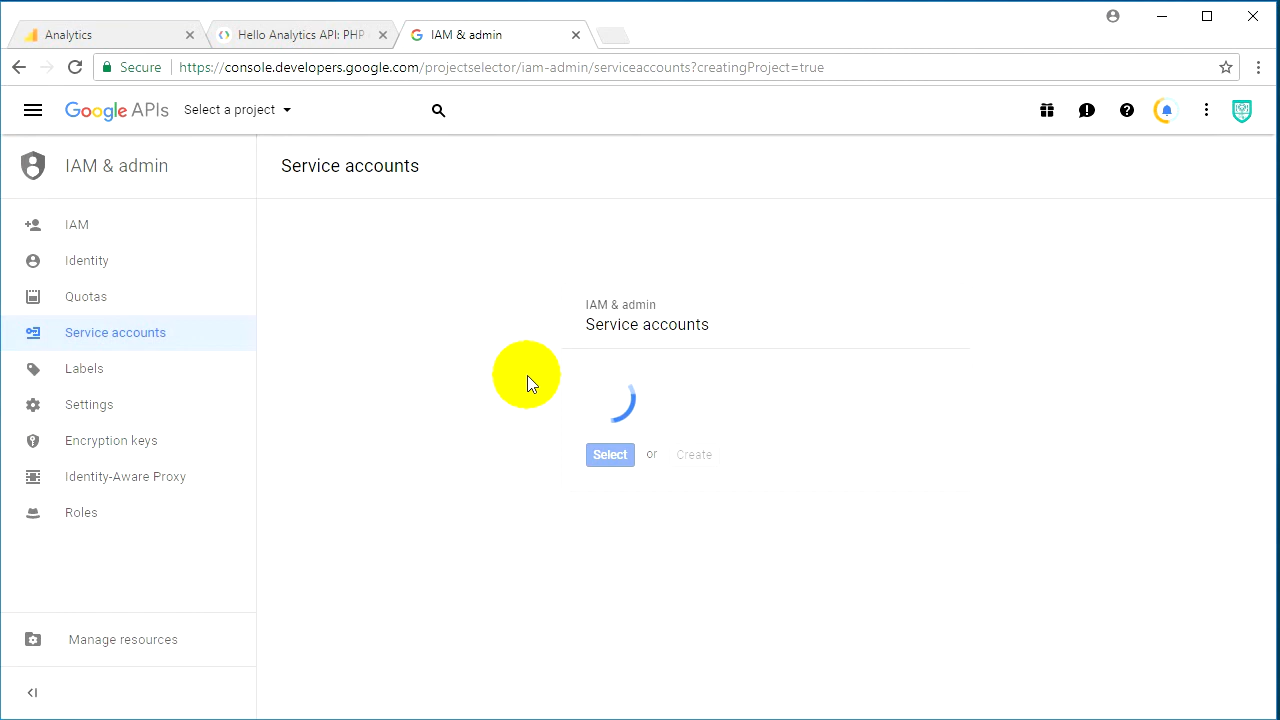 Analytics
Hello Analytics API: PHP
IAM & admin
Secure
https://console.developers.google.com/projectselector/iam-admin/serviceaccounts?creatingProject=true
Google APIs
Select a project
IAM & admin
Service accounts
IAM
Identity
Quotas
Service accounts
Labels
Settings
Encryption keys
Identity-Aware Proxy
Roles
Manage resources
IAM & admin
Service accounts
Select or Create